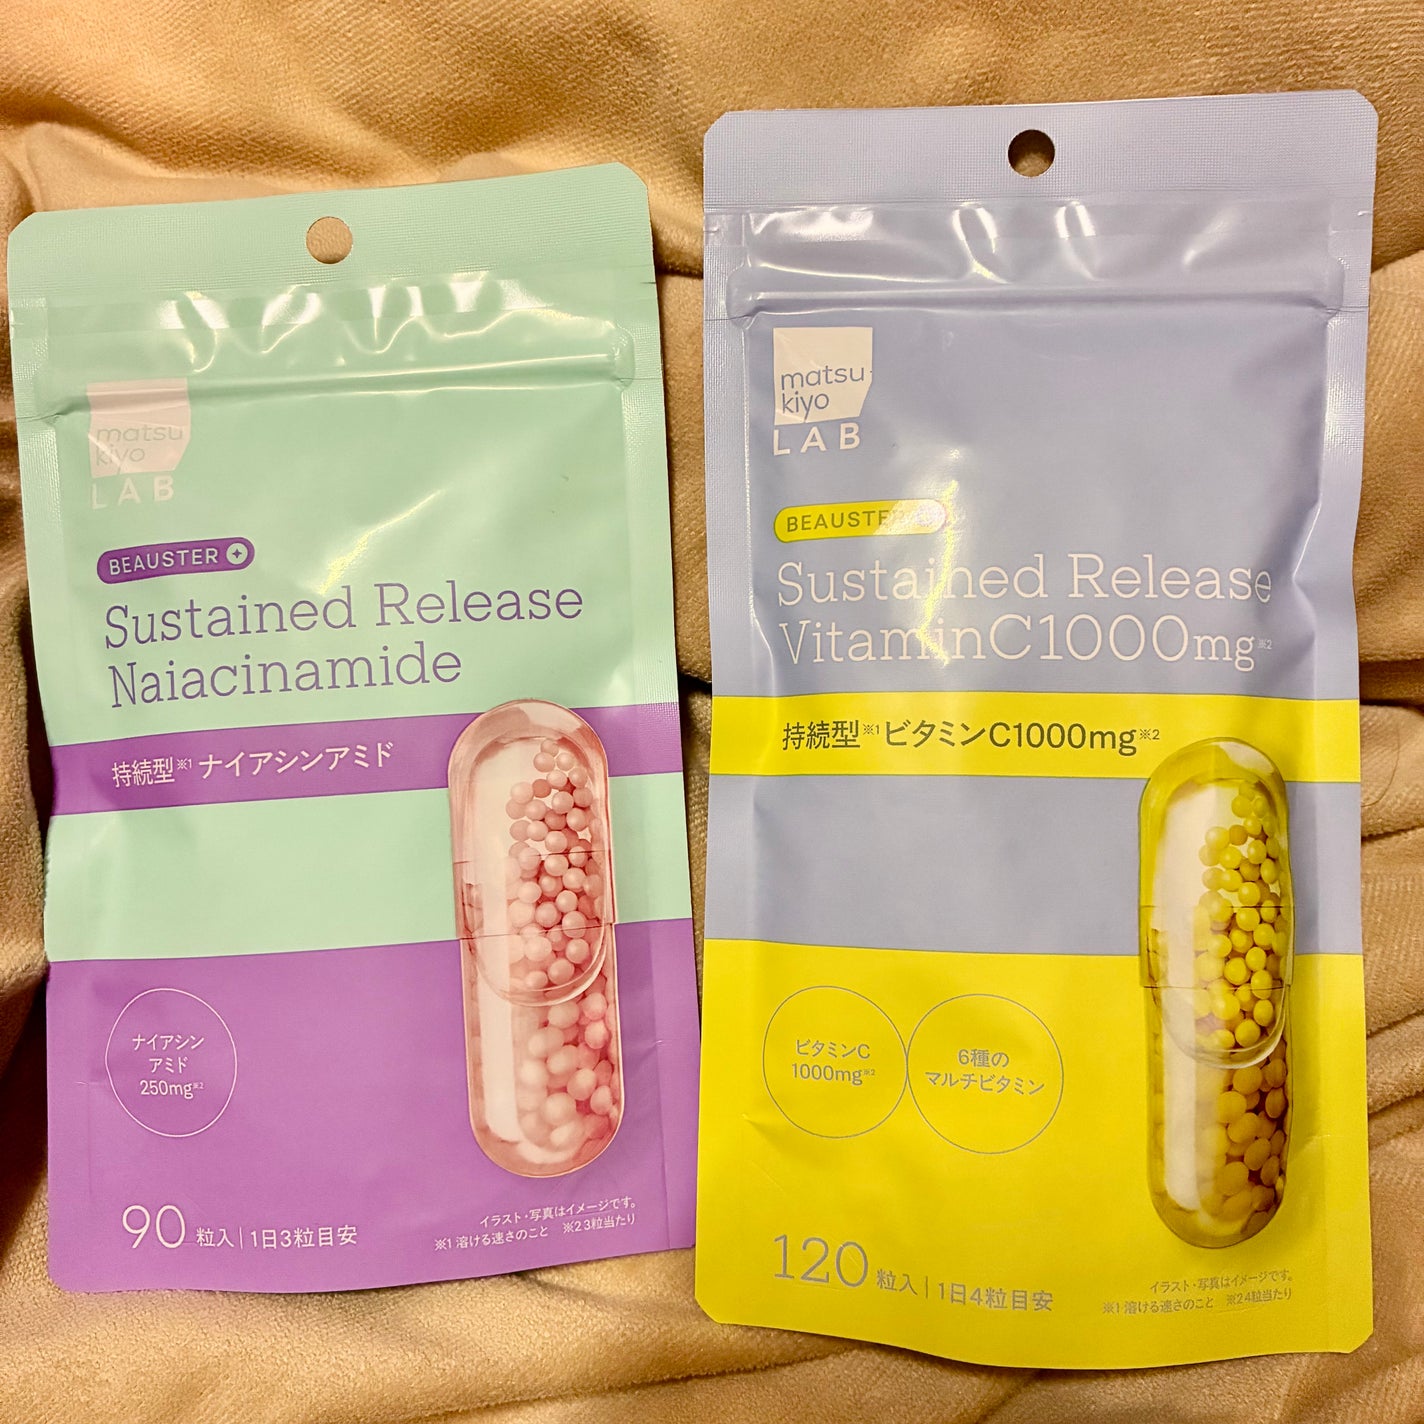 matsu
kiyo
LAB
BEAUSTER
Sustained Release
Naiacinamide
持続型※1 ナイアシンアミド
ナイアシン
アミド
250mg※2
90粒入|1日3粒目安
イラスト・写真はイメージです。
※1 溶ける速さのこと ※2 3粒当たり
matsu
kiyo
LAB
BEAUSTER
Sustained Release
VitaminC1000mg※2
持続型※1 ビタミンC1000mg※2
ビタミンC
1000mg※2
6種の
マルチビタミン
120粒入|1日4粒目安
イラスト・写真はイメージです。
※1 溶ける速さのこと ※2 4粒当たり